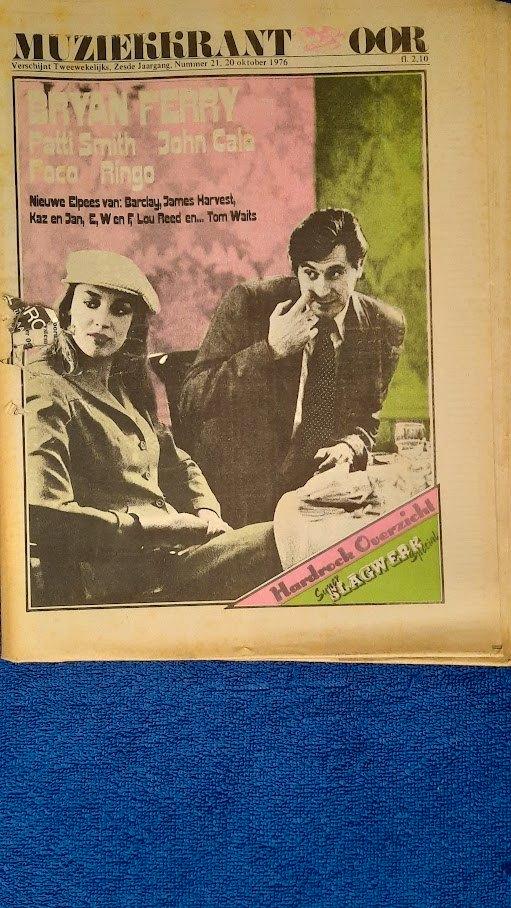 MUZIEKKRANT OOR
Verschijnt Tweewekelijks, Zesde Jaargang, Nummer 21, 20 oktober 1976 fl. 2,10
BRYAN FERRY
Patti Smith John Cale
Poco Ringo
Nieuwe Elpees van: Barclay, James Harvest,
Kaz en Jan, E, W en F, Lou Reed en... Tom Waits
Hardrock Overzicht
Super SLAGWERK Special